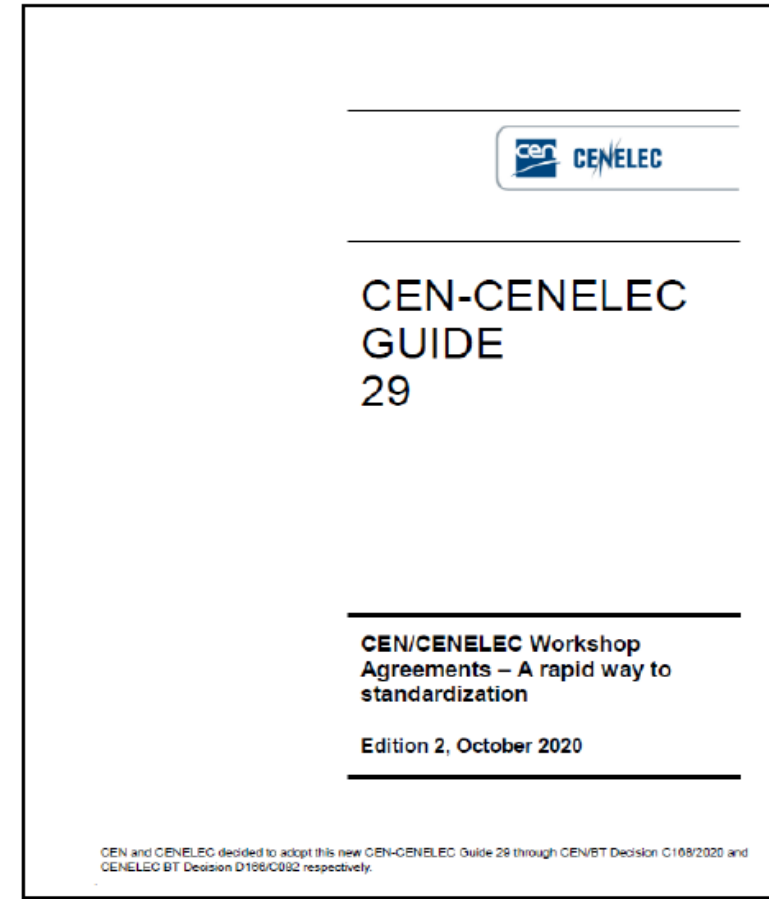 cen CENELEC
CEN-CENELEC
GUIDE
29
CEN/CENELEC Workshop
Agreements – A rapid way to
standardization
Edition 2, October 2020
CEN and CENELEC decided to adopt this new CEN-CENELEC Guide 29 through CEN/BT Decision C168/2020 and
CENELEC BT Decision D166/C092 respectively.